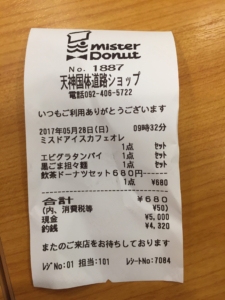 mister
Donut
No. 1887
天神国体道路ショップ
電話092-406-5722
いつもご利用ありがとうございます
2017年05月28日(日) 09時32分
ミスドアイスカフェオレ
1点 セット
エビグラタンパイ 1点 セット
黒ごま担々麺 1点 セット
飲茶ドーナツセット680円
1点 ¥680
合計 ¥680
(内、消費税等 ¥50)
現金 ¥5,000
釣銭 ¥4,320
またのご来店をお待ちしております
レジNo:01 担当:101 レシートNo:7084